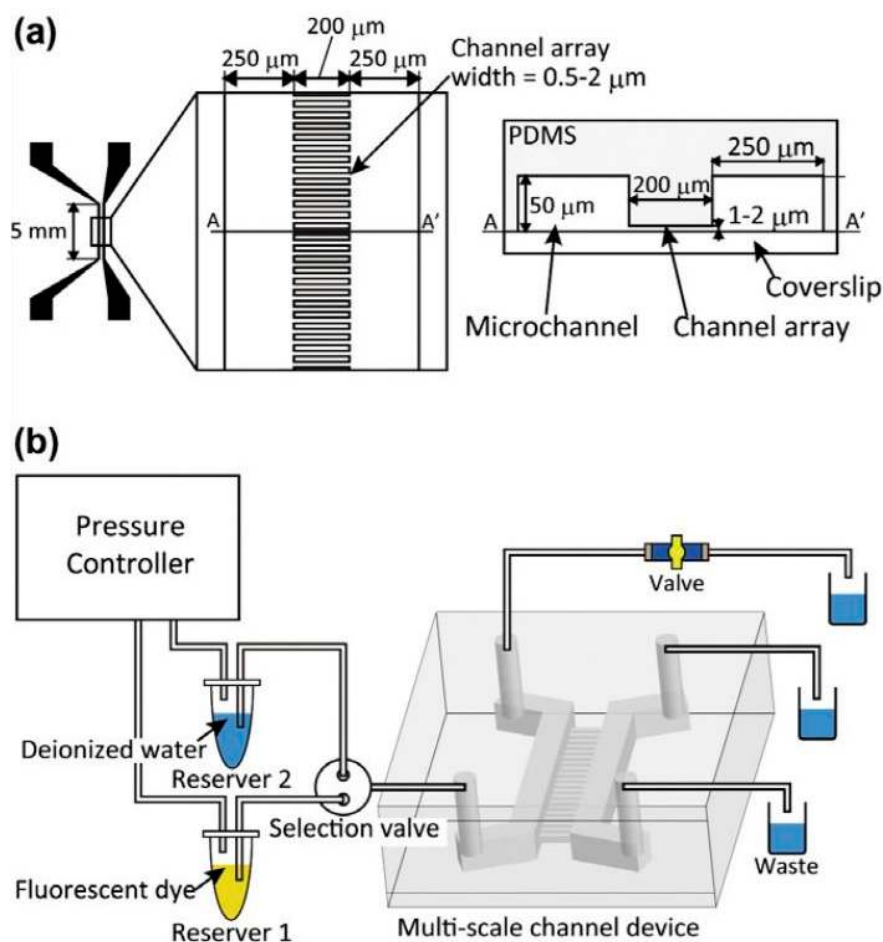 (a)
200 μm
250 μm
250 μm
Channel array
width = 0.5-2 μm
5 mm
A
A'
PDMS
250 μm
200 μm
50 μm
1-2 μm
A
A'
Coverslip
Microchannel
Channel array
(b)
Pressure
Controller
Valve
Deionized water
Reserver 2
Selection valve
Fluorescent dye
Reserver 1
Waste
Multi-scale channel device